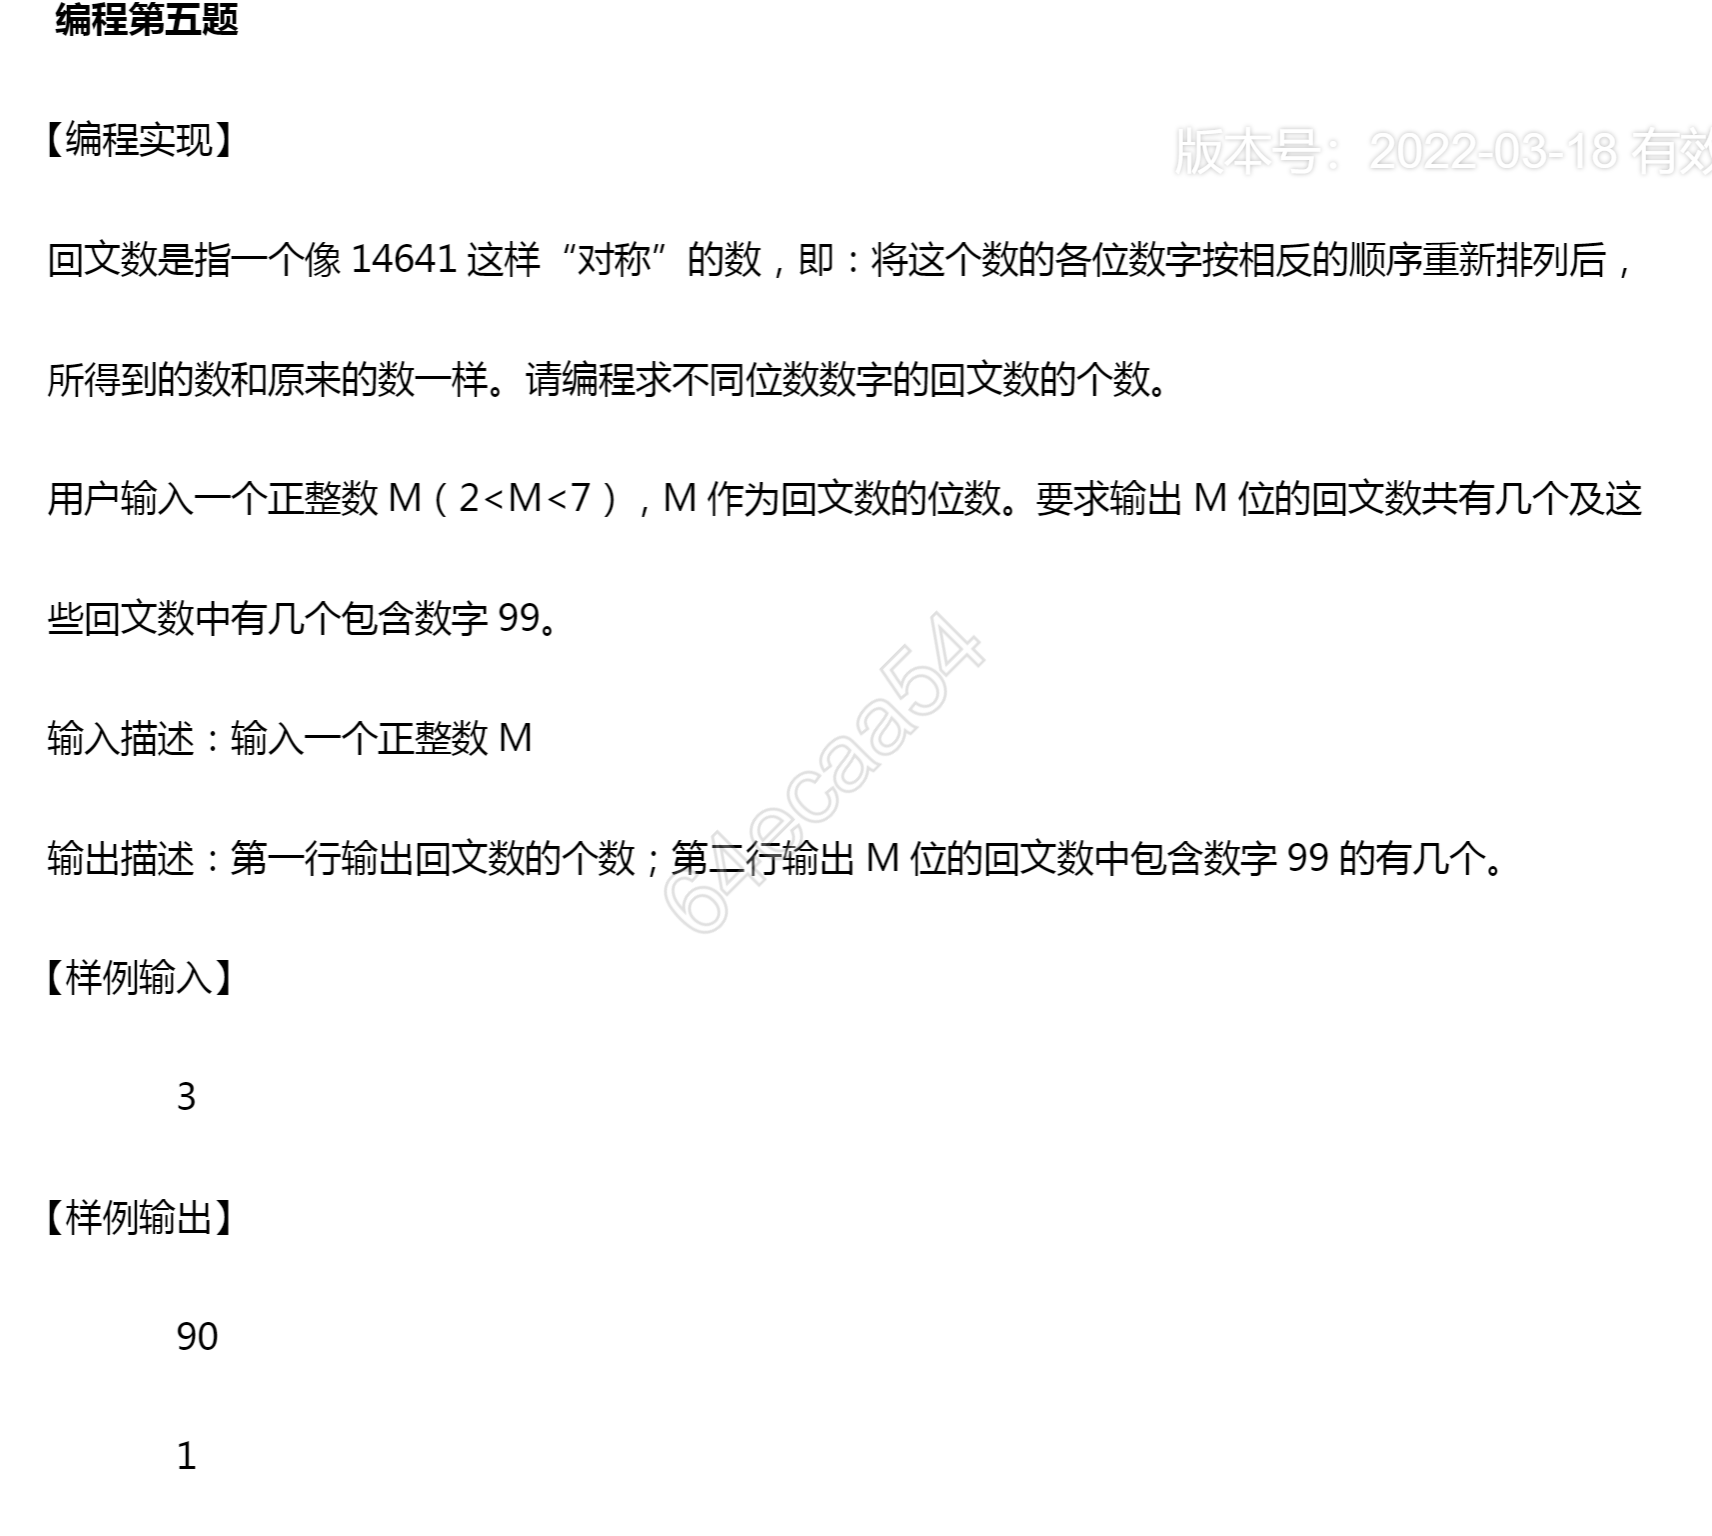 编程第五题
【编程实现】
版本号：2022-03-18 有效
回文数是指一个像 14641 这样“对称”的数，即：将这个数的各位数字按相反的顺序重新排列后，
所得到的数和原来的数一样。请编程求不同位数数字的回文数的个数。
用户输入一个正整数 M（2<M<7），M 作为回文数的位数。要求输出 M 位的回文数共有几个及这
些回文数中有几个包含数字 99。
64ecaa54
输入描述：输入一个正整数 M
输出描述：第一行输出回文数的个数；第二行输出 M 位的回文数中包含数字 99 的有几个。
【样例输入】
3
【样例输出】
90
1